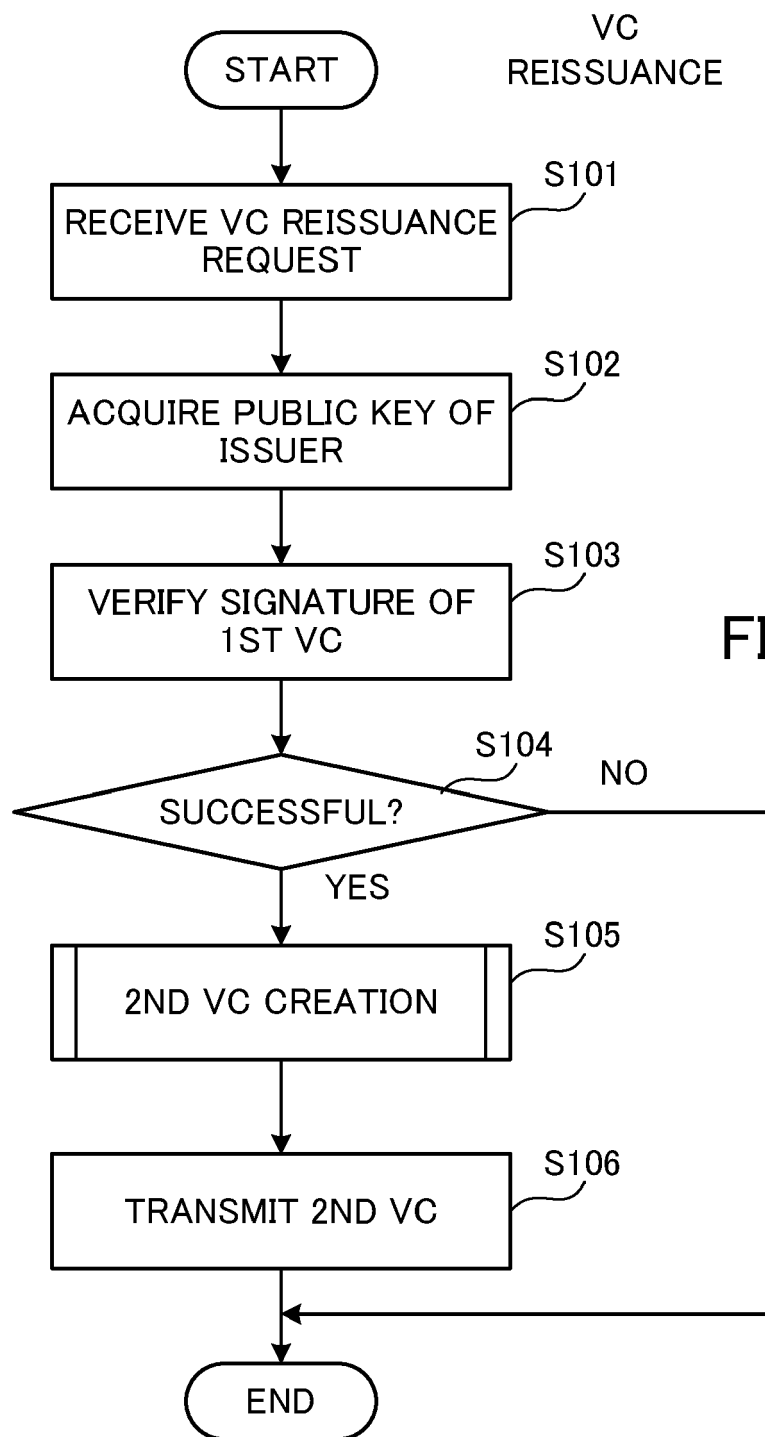 VC
REISSUANCE
START
S101
RECEIVE VC REISSUANCE
REQUEST
S102
ACQUIRE PUBLIC KEY OF
ISSUER
S103
VERIFY SIGNATURE OF
1ST VC
S104
SUCCESSFUL?
NO
YES
S105
2ND VC CREATION
S106
TRANSMIT 2ND VC
END